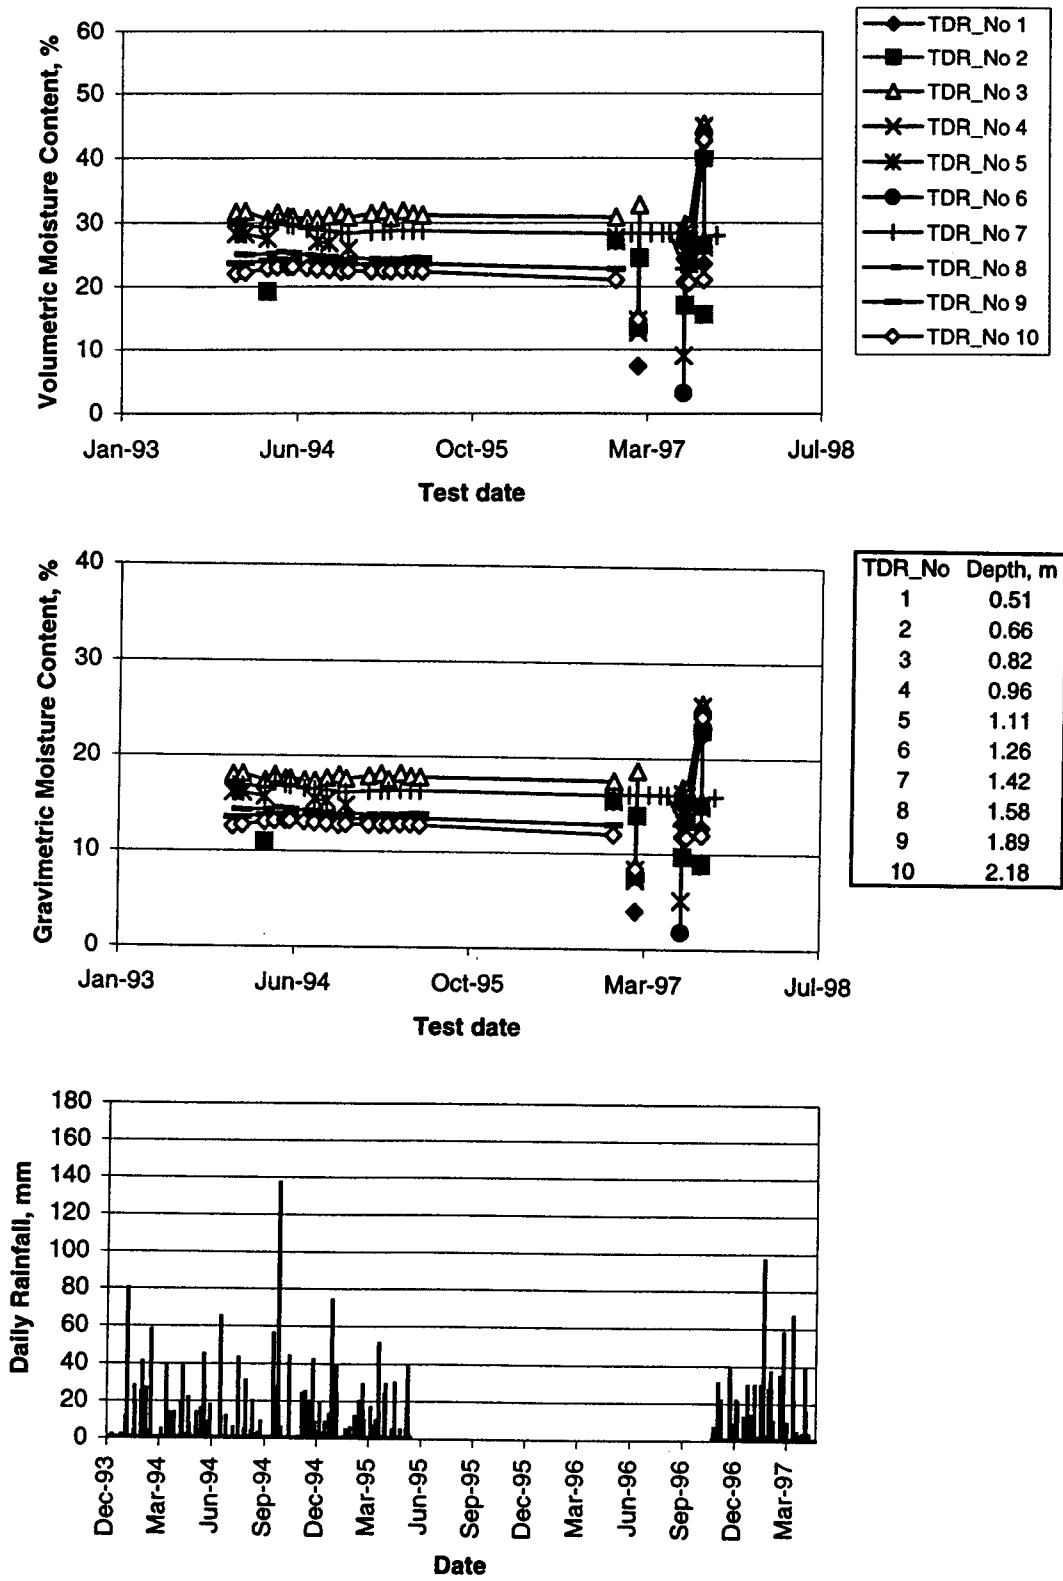 Volumetric Moisture Content, %
60
50
40
30
20
10
0
Jan-93 Jun-94 Oct-95 Mar-97 Jul-98
Test date
TDR_No 1
TDR_No 2
TDR_No 3
TDR_No 4
TDR_No 5
TDR_No 6
TDR_No 7
TDR_No 8
TDR_No 9
TDR_No 10
Gravimetric Moisture Content, %
40
30
20
10
0
Jan-93 Jun-94 Oct-95 Mar-97 Jul-98
Test date
TDR_No Depth, m
1 0.51
2 0.66
3 0.82
4 0.96
5 1.11
6 1.26
7 1.42
8 1.58
9 1.89
10 2.18
Daily Rainfall, mm
180
160
140
120
100
80
60
40
20
0
Dec-93 Mar-94 Jun-94 Sep-94 Dec-94 Mar-95 Jun-95 Sep-95 Dec-95 Mar-96 Jun-96 Sep-96 Dec-96 Mar-97
Date